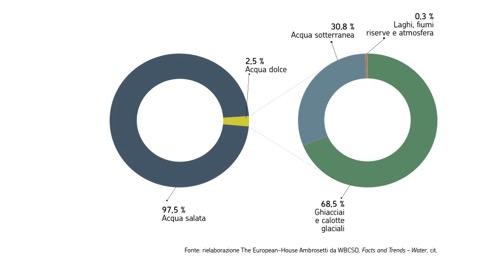 0,3 %
Laghi, fiumi
riserve e atmosfera
30,8 %
Acqua sotterranea
2,5 %
Acqua dolce
97,5 %
Acqua salata
68,5 %
Ghiacciai
e calotte
glaciali
Fonte: rielaborazione The European–House Ambrosetti da WBCSD, Facts and Trends – Water, cit.